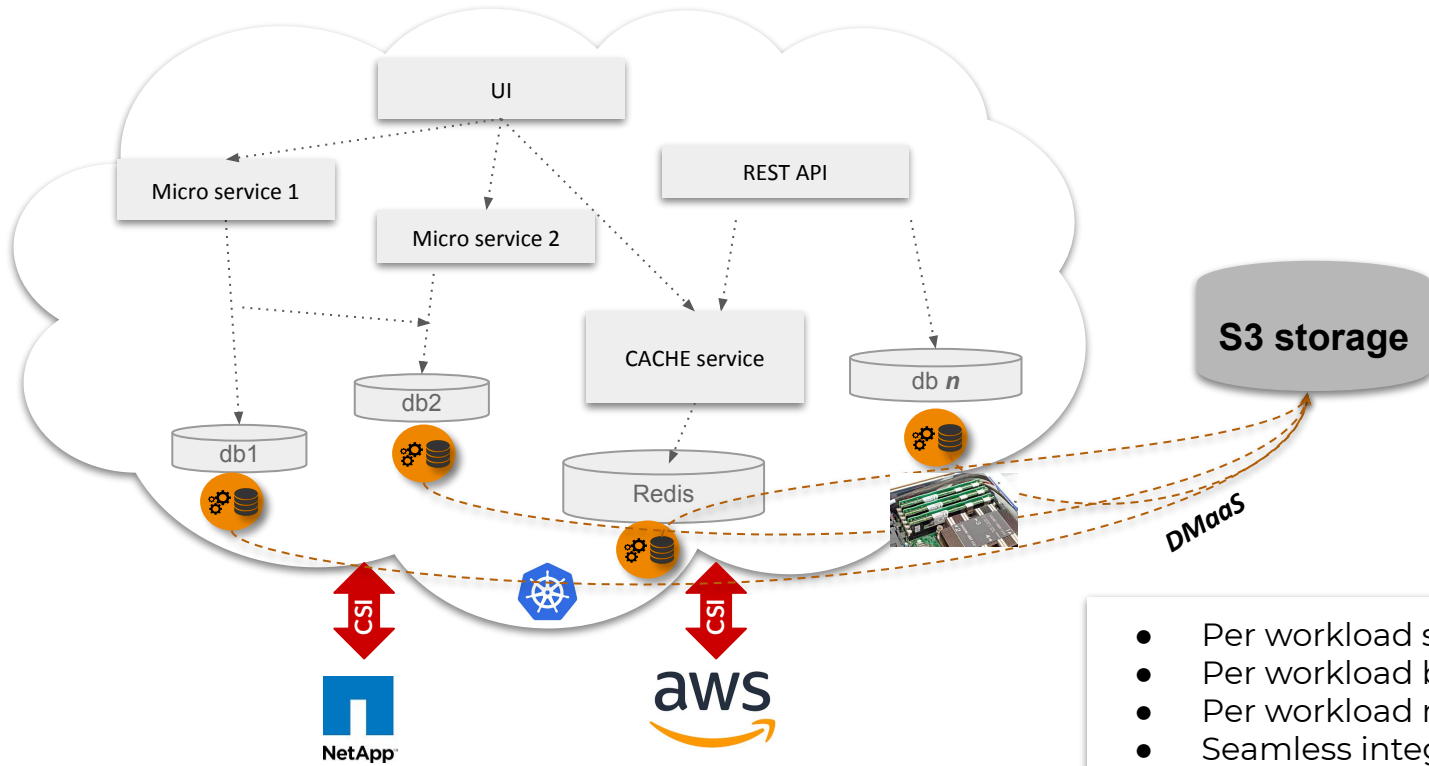 UI
Micro service 1
REST API
Micro service 2
S3 storage
CACHE service
db n
db2
db1
Redis
DMaaS
CSI
CSI
NetApp
aws
Per workload
Per workload
Per workload
Seamless